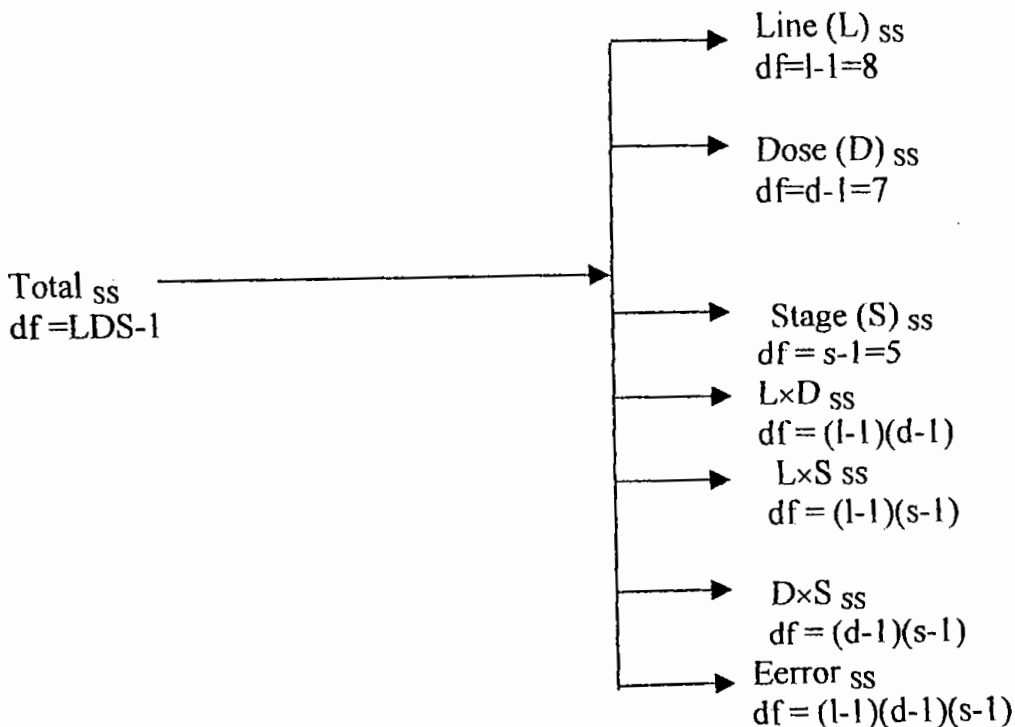 Line (L) SS
df=l-1=8
Dose (D) SS
df=d-1=7
Total SS
df =LDS-1
Stage (S) SS
df = s-1=5
L×D SS
df = (l-1)(d-1)
L×S SS
df = (l-1)(s-1)
D×S SS
df = (d-1)(s-1)
Eerror SS
df = (l-1)(d-1)(s-1)